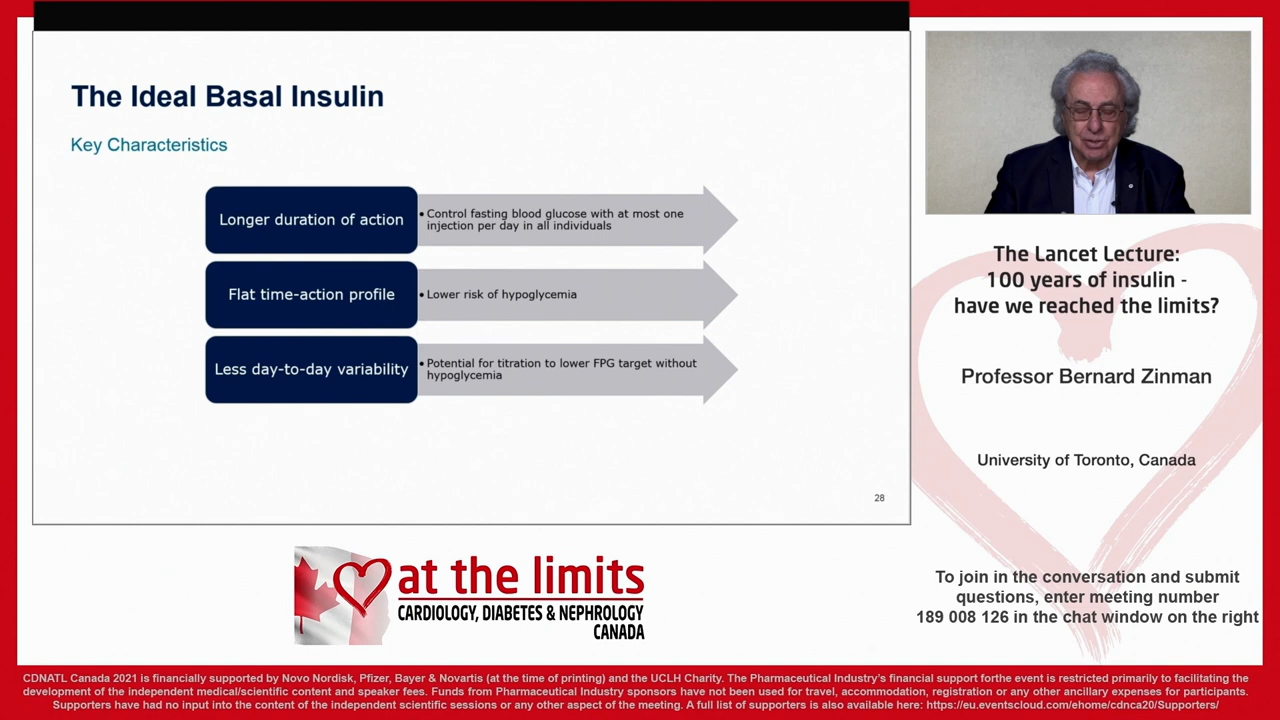 The Ideal Basal Insulin
Key Characteristics
Longer duration of action
• Control fasting blood glucose with at most one
injection per day in all individuals
Flat time-action profile
• Lower risk of hypoglycemia
Less day-to-day variability
• Potential for titration to lower FPG target without
hypoglycemia
28
The Lancet Lecture:
100 years of insulin -
have we reached the limits?
Professor Bernard Zinman
University of Toronto, Canada
at the limits
CARDIOLOGY, DIABETES & NEPHROLOGY
CANADA
To join in the conversation and submit
questions, enter meeting number
189 008 126 in the chat window on the right
CDNATL Canada 2021 is financially supported by Novo Nordisk, Pfizer, Bayer & Novartis (at the time of printing) and the UCLH Charity. The Pharmaceutical Industry's financial support forthe event is restricted primarily to facilitating the
development of the independent medical/scientific content and speaker fees. Funds from Pharmaceutical Industry sponsors have not been used for travel, accommodation, registration or any other ancillary expenses for participants.
Supporters have had no input into the content of the independent scientific sessions or any other aspect of the meeting. A full list of supporters is also available here: https://eu.eventscloud.com/ehome/cdnca20/Supporters/